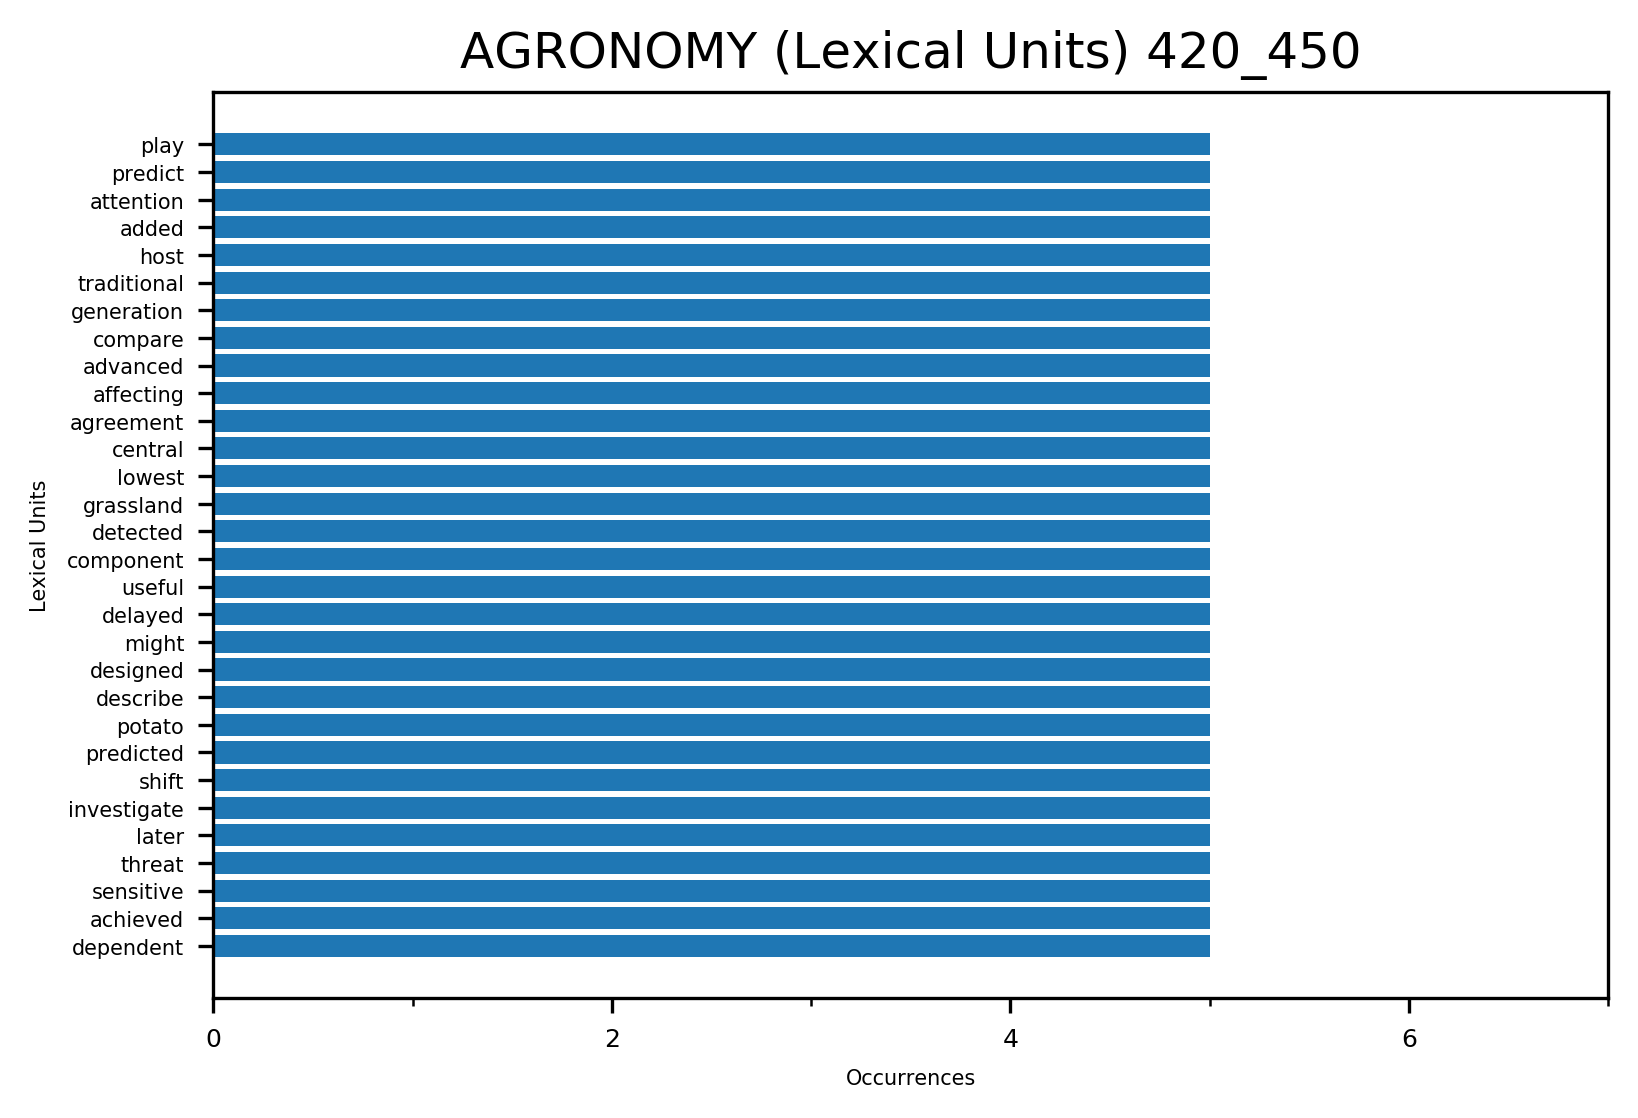 AGRONOMY (Lexical Units) 420_450
play
predict
attention
added
host
traditional
generation
compare
advanced
affecting
agreement
central
lowest
grassland
detected
component
useful
delayed
might
designed
describe
potato
predicted
shift
investigate
later
threat
sensitive
achieved
dependent
Lexical Units
0 2 4 6
Occurrences